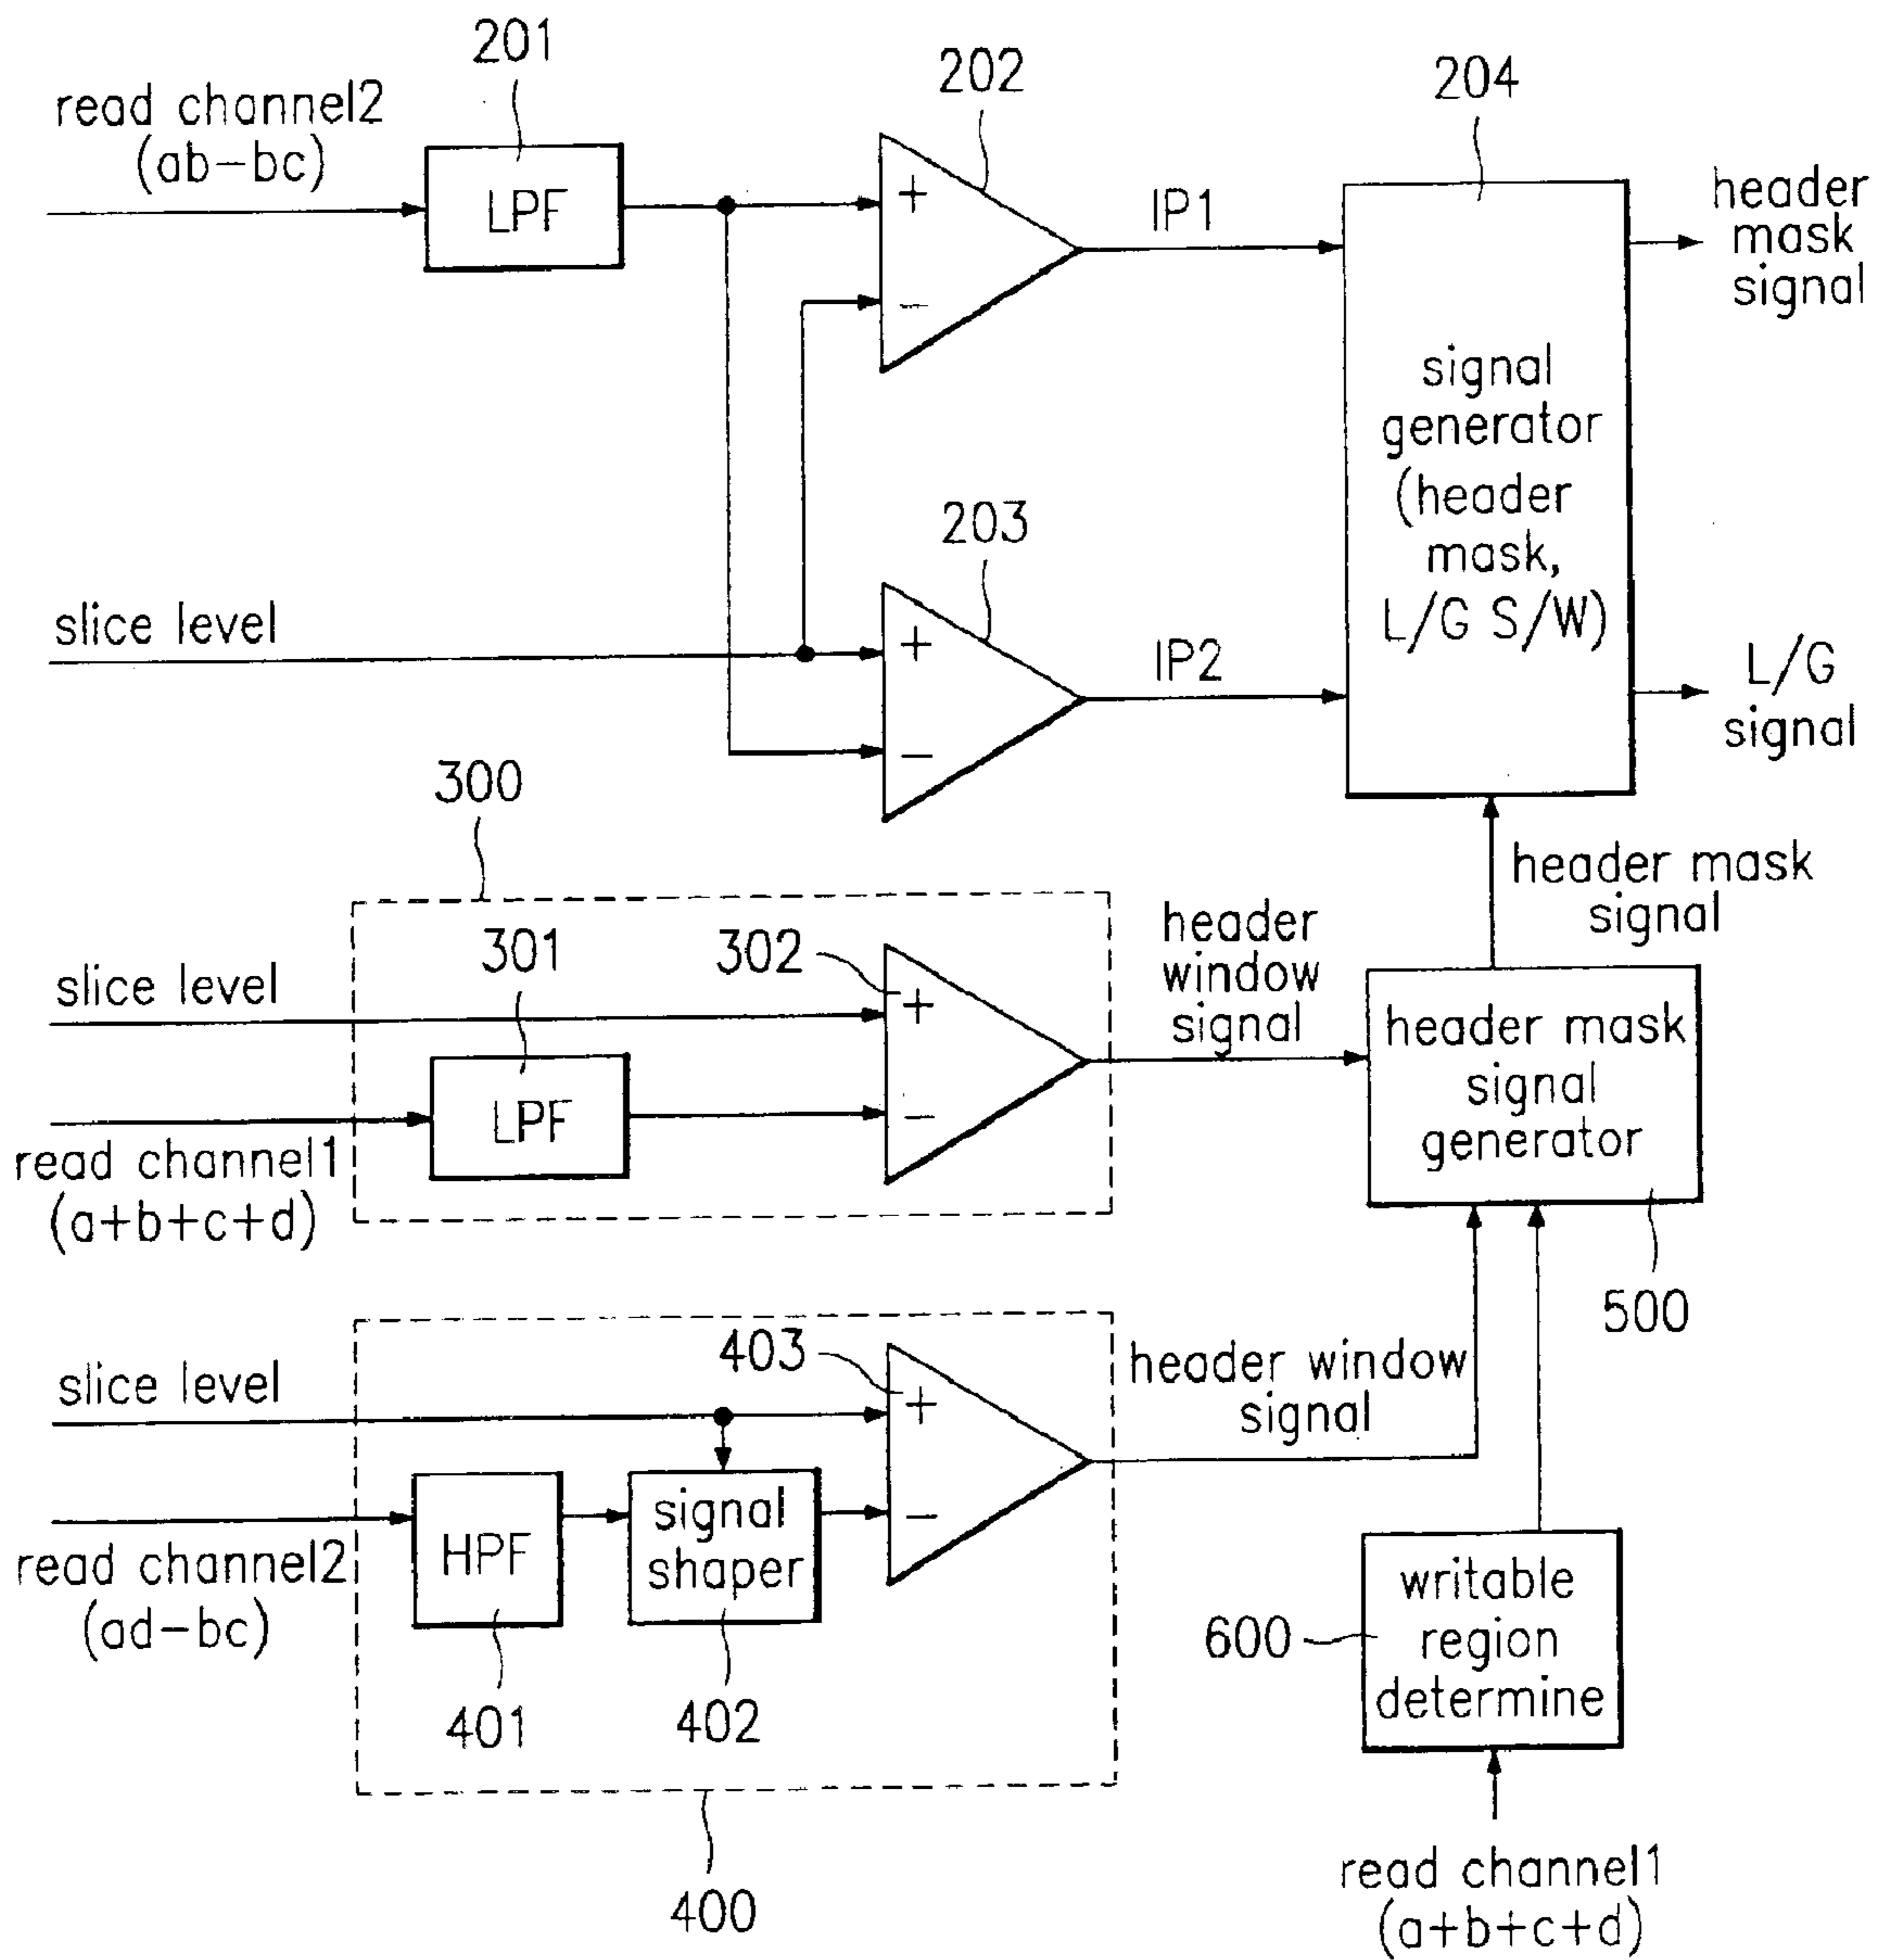 201
read channel2
(ab-bc)
LPF
202
+
-
IP1
204
header
mask
signal
signal
generator
(header
mask,
L/G S/W)
slice level
203
+
-
IP2
L/G
signal
300
header mask
signal
301
302
header
window
signal
slice level
+
LPF
-
read channel1
(a+b+c+d)
header mask
signal
generator
500
403
slice level
+
header window
signal
HPF
signal
shaper
-
read channel2
(ad-bc)
401
402
400
600
writable
region
determine
read channel1
(a+b+c+d)